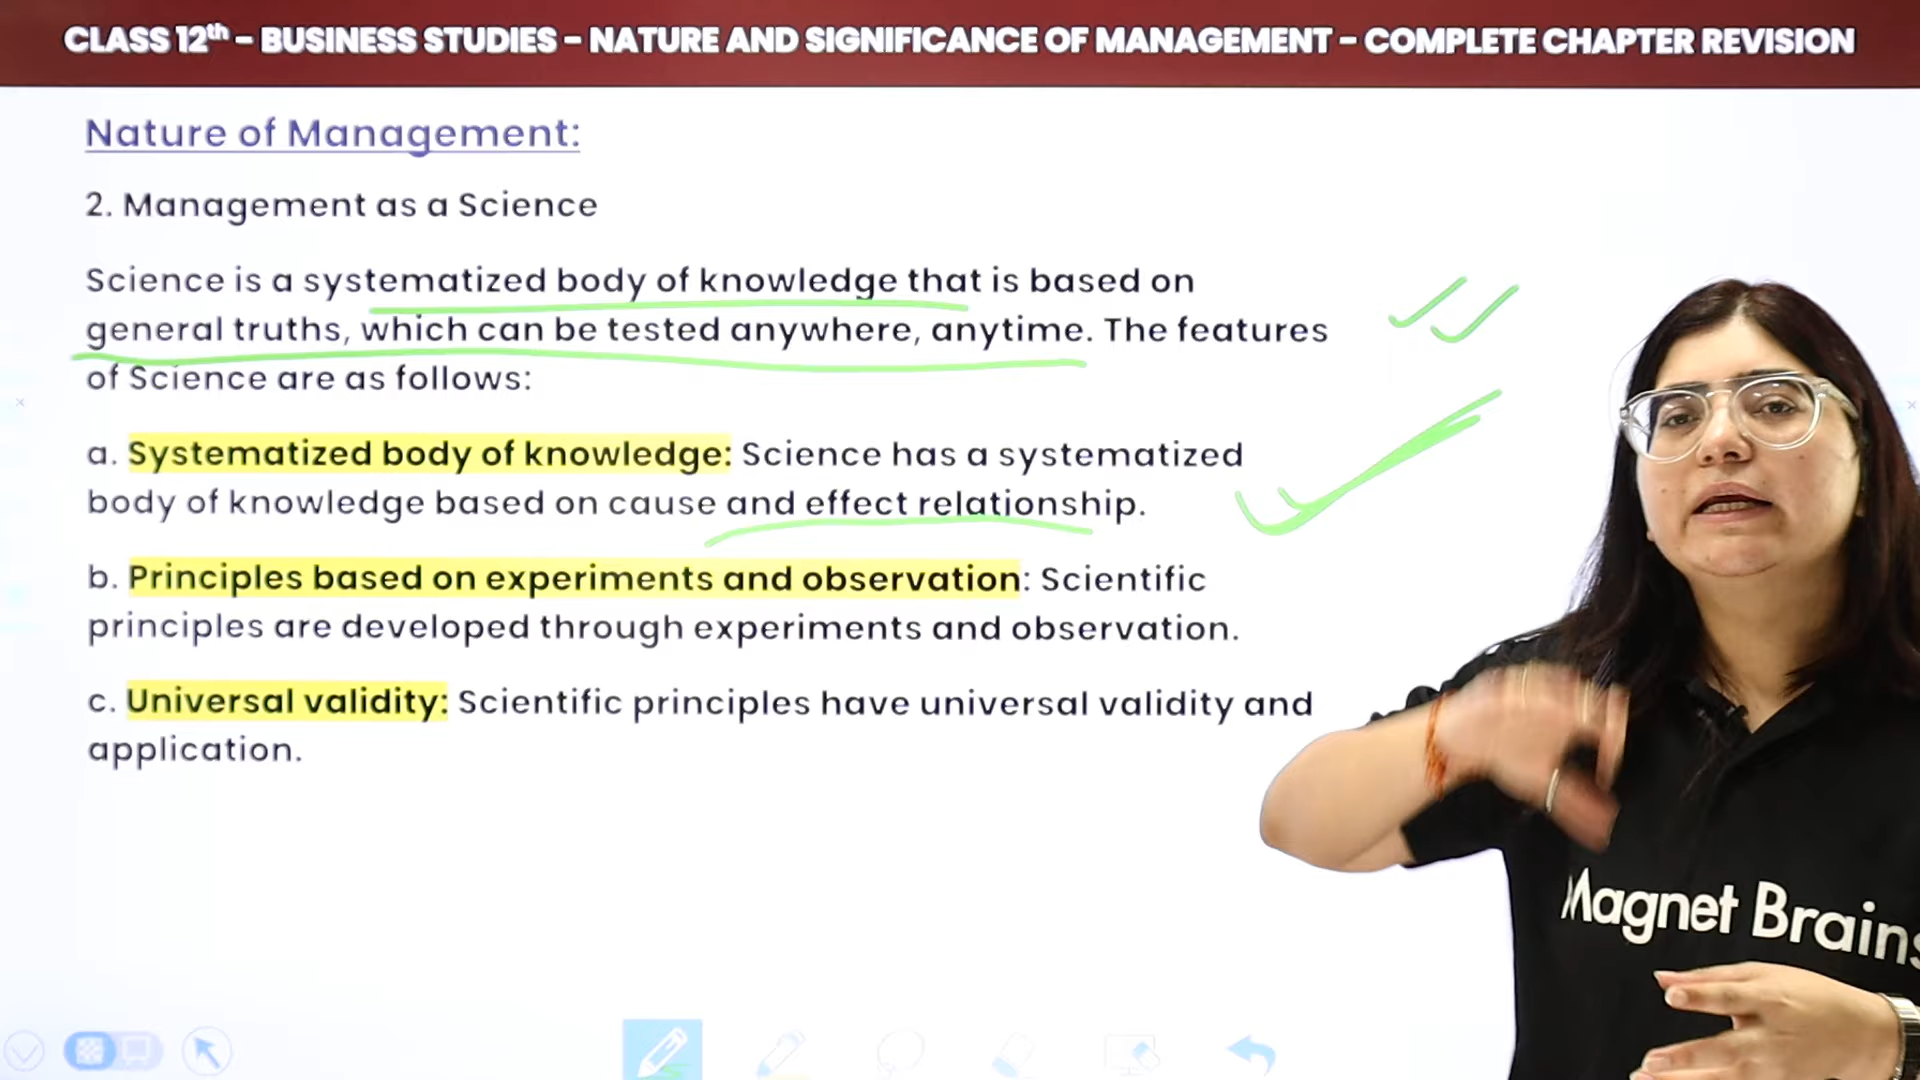 CLASS 12th – BUSINESS STUDIES – NATURE AND SIGNIFICANCE OF MANAGEMENT – COMPLETE CHAPTER REVISION
Nature of Management:
2. Management as a Science
Science is a systematized body of knowledge that is based on
general truths, which can be tested anywhere, anytime. The features
of Science are as follows:
a. Systematized body of knowledge: Science has a systematized
body of knowledge based on cause and effect relationship.
b. Principles based on experiments and observation: Scientific
principles are developed through experiments and observation.
c. Universal validity: Scientific principles have universal validity and
application.
Magnet Brains